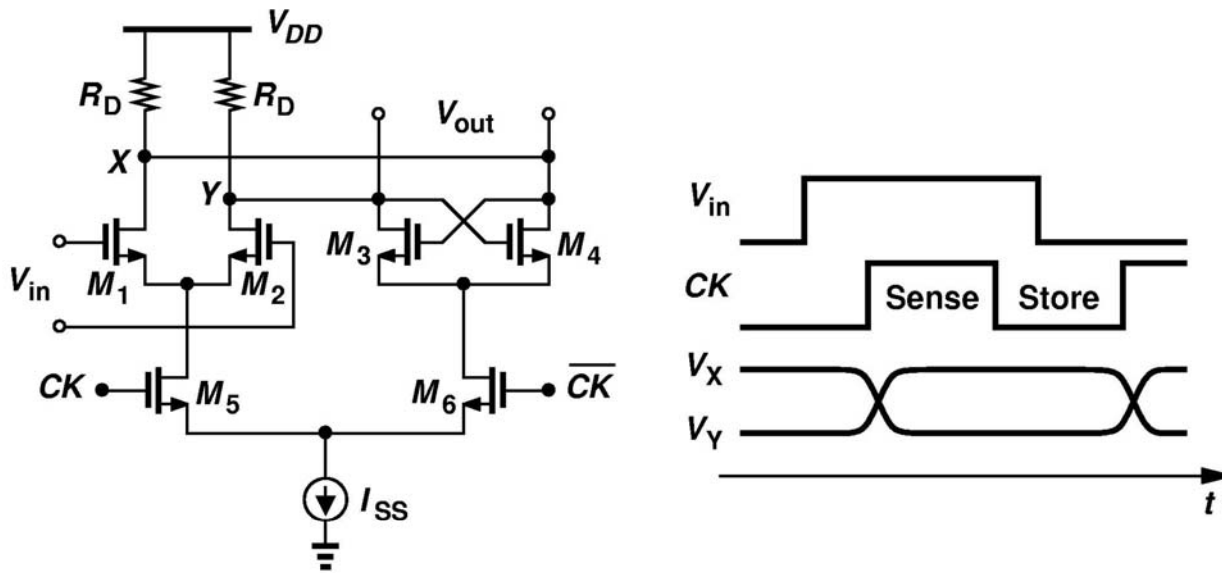 V_DD
R_D R_D
V_out
X
Y
M_3 M_4
V_in
M_1 M_2
CK
M_5 M_6
\overline{CK}
I_SS
V_in
CK
Sense Store
V_X
V_Y
t